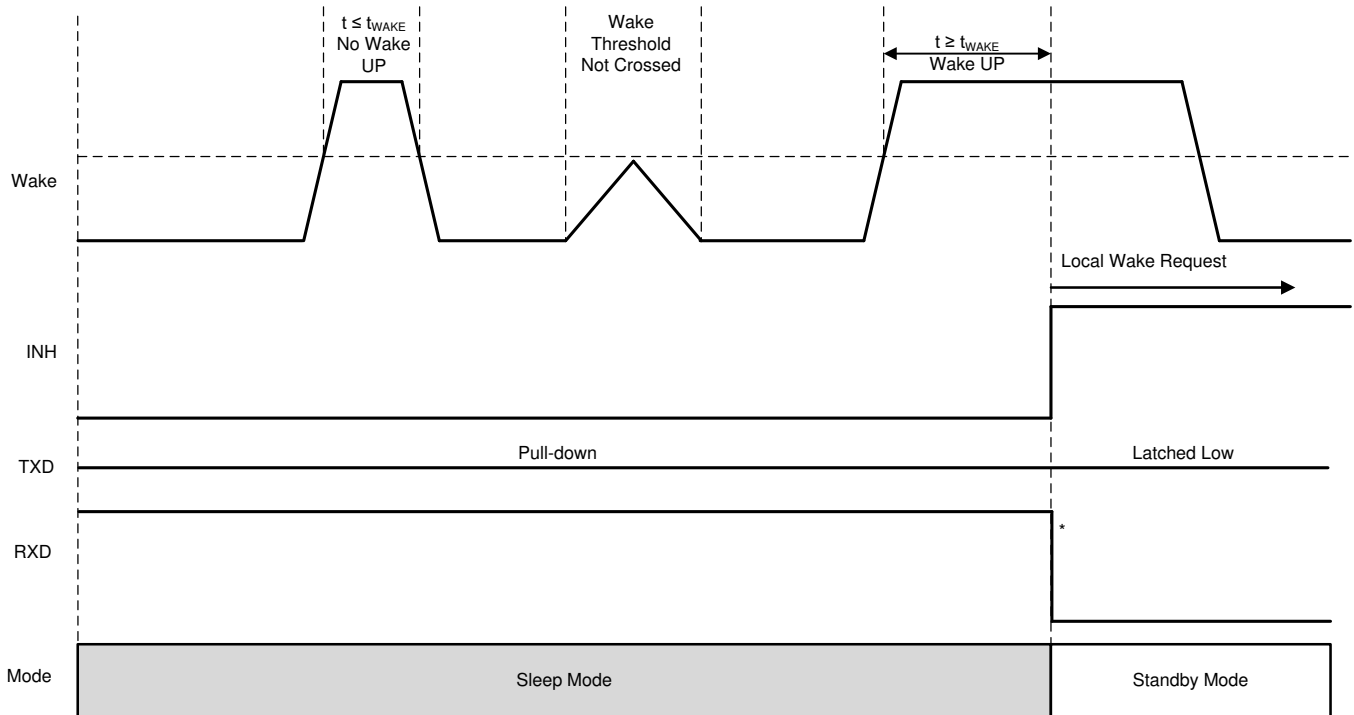 t ≤ tWAKE
No Wake
UP
Wake
Threshold
Not Crossed
t ≥ tWAKE
Wake UP
Wake
Local Wake Request
INH
TXD
Pull-down
Latched Low
RXD
*
Mode
Sleep Mode
Standby Mode